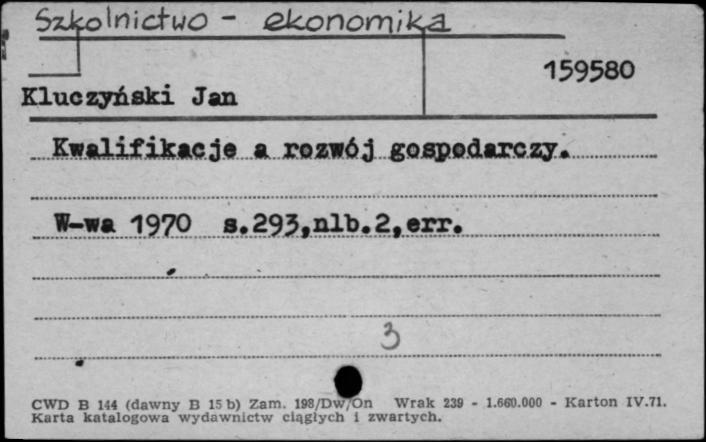 Szkolnictwo - ekonomika
159580
Kluczyński Jan
Kwalifikacje a rozwój gospodarczy.
W-wa 1970 s.293,nlb.2,err.
3
CWD B 144 (dawny B 15 b) Zam. 198/Dw/On Wrak 239 - 1.660.000 - Karton IV.71.
Karta katalogowa wydawnictw ciągłych i zwartych.